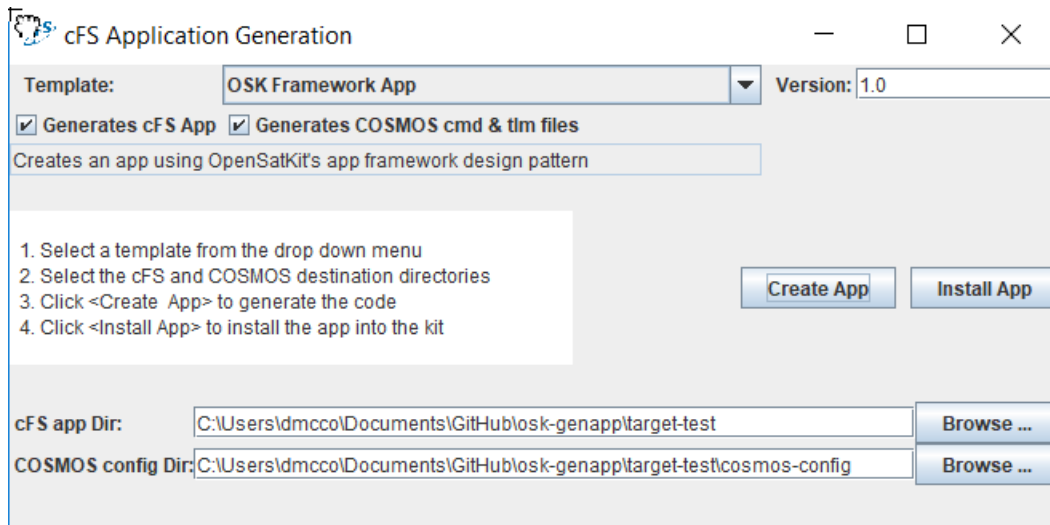 cFS Application Generation
Template: OSK Framework App Version: 1.0
Generates cFS App Generates COSMOS cmd & tlm files
Creates an app using OpenSatKit's app framework design pattern
1. Select a template from the drop down menu
2. Select the cFS and COSMOS destination directories
3. Click <Create App> to generate the code
4. Click <Install App> to install the app into the kit
Create App Install App
cFS app Dir: C:\Users\dmcco\Documents\GitHub\osk-genapp\target-test Browse ...
COSMOS config Dir: C:\Users\dmcco\Documents\GitHub\osk-genapp\target-test\cosmos-config Browse ...